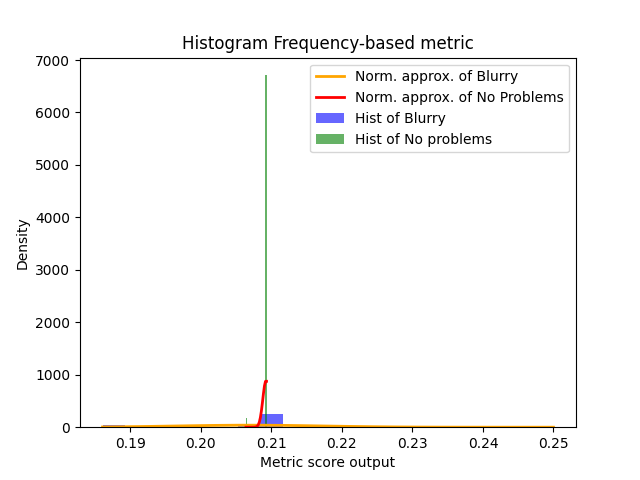 Histogram Frequency-based metric
Norm. approx. of Blurry
Norm. approx. of No Problems
Hist of Blurry
Hist of No problems
Density
7000
6000
5000
4000
3000
2000
1000
0
0.19 0.20 0.21 0.22 0.23 0.24 0.25
Metric score output